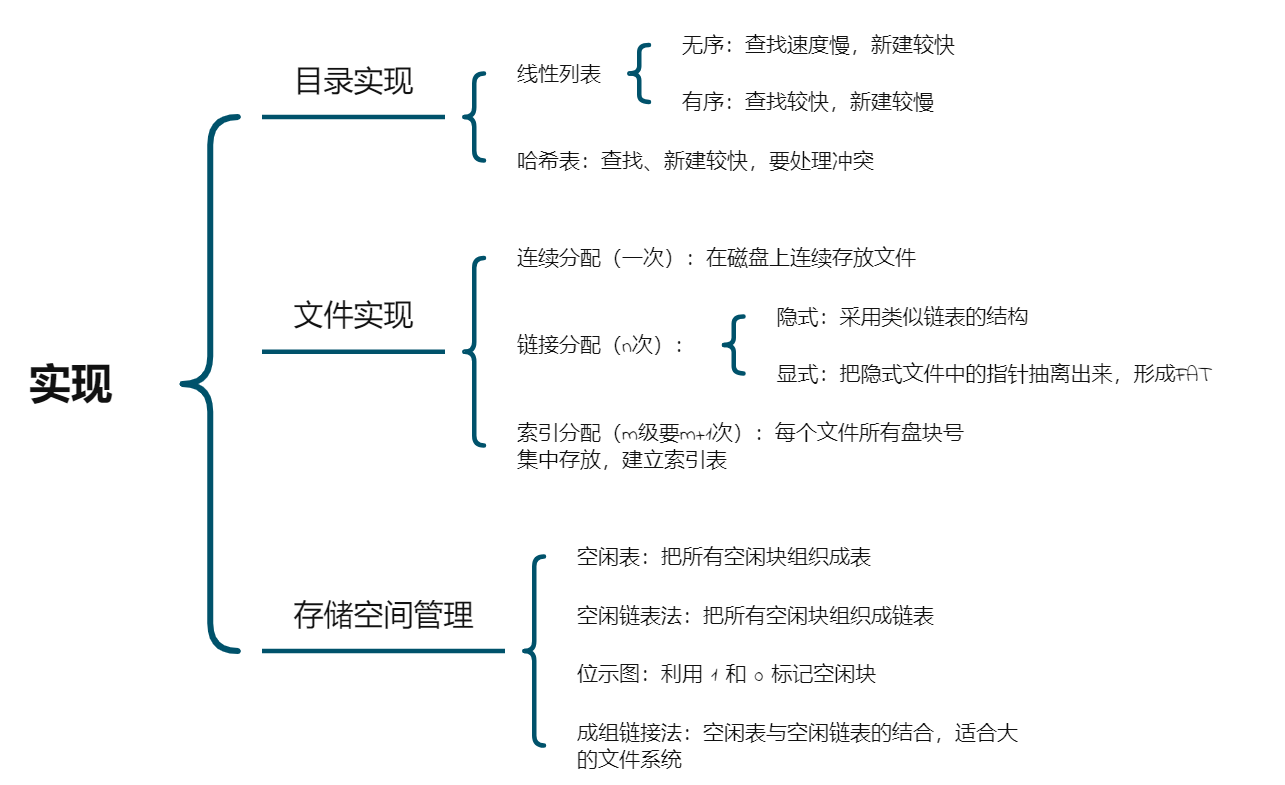 实现
目录实现
线性列表
无序：查找速度慢，新建较快
有序：查找较快，新建较慢
哈希表：查找、新建较快，要处理冲突
文件实现
连续分配（一次）：在磁盘上连续存放文件
链接分配（n次）：
隐式：采用类似链表的结构
显式：把隐式文件中的指针抽离出来，形成FAT
索引分配（m级要m+1次）：每个文件所有盘块号
集中存放，建立索引表
存储空间管理
空闲表：把所有空闲块组织成表
空闲链表法：把所有空闲块组织成链表
位示图：利用 1 和 0 标记空闲块
成组链接法：空闲表与空闲链表的结合，适合大
的文件系统